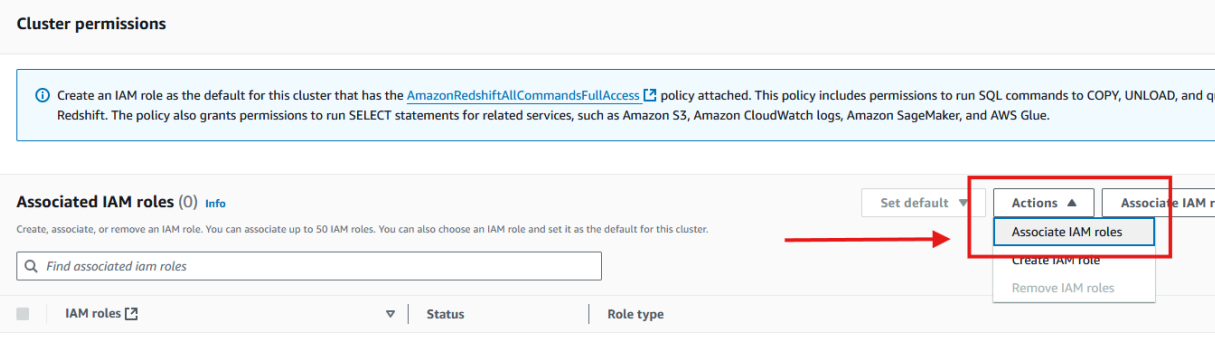 Cluster permissions
Create an IAM role as the default for this cluster that has the AmazonRedshiftAllCommandsFullAccess policy attached. This policy includes permissions to run SQL commands to COPY, UNLOAD, and
Redshift. The policy also grants permissions to run SELECT statements for related services, such as Amazon S3, Amazon CloudWatch logs, Amazon SageMaker, and AWS Glue.
Associated IAM roles (0) Info
Set default
Actions
Associate IAM
Create, associate, or remove an IAM role. You can associate up to 50 IAM roles. You can also choose an IAM role and set it as the default for this cluster.
Associate IAM roles
Create IAM role
Remove IAM roles
Find associated iam roles
IAM roles
Status
Role type